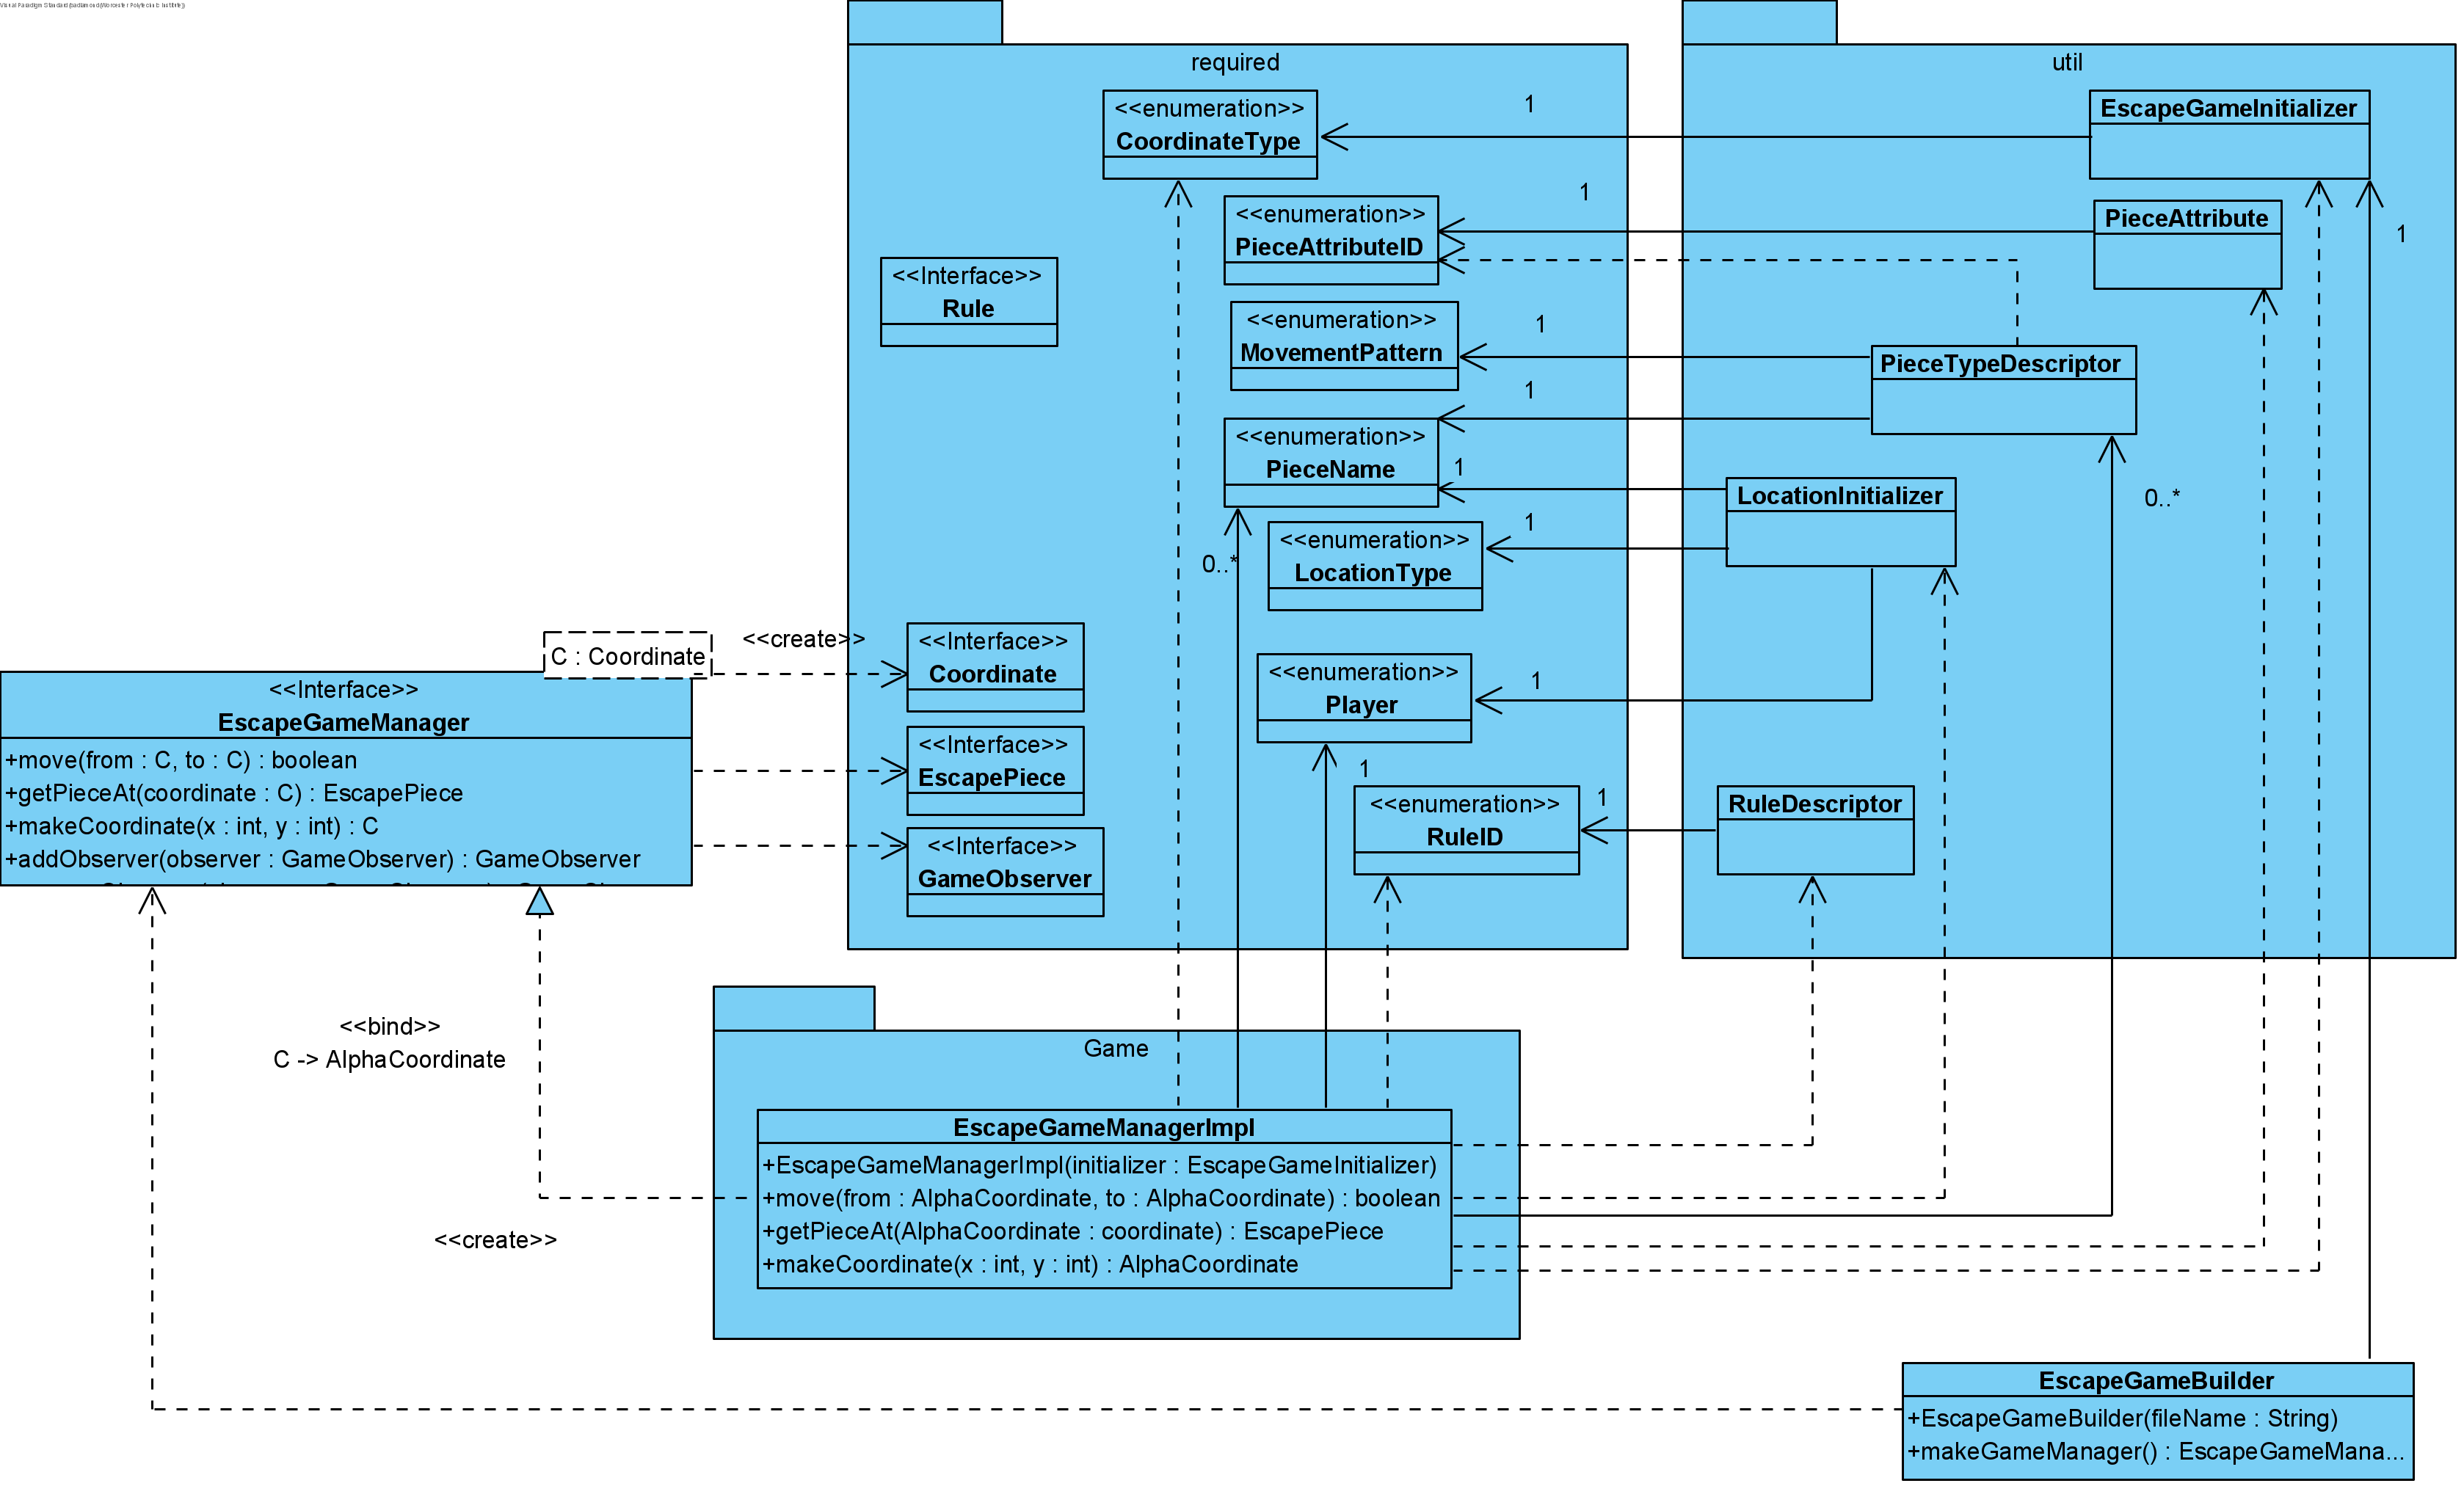 Visual Paradigm Standard(badiamond(Worcester Polytechnic Institute))
required
<<enumeration>>
CoordinateType
<<enumeration>>
PieceAttributeID
<<Interface>>
Rule
<<enumeration>>
MovementPattern
<<enumeration>>
PieceName
<<enumeration>>
LocationType
<<Interface>>
Coordinate
<<enumeration>>
Player
<<Interface>>
EscapePiece
<<enumeration>>
RuleID
<<Interface>>
GameObserver
util
EscapeGameInitializer
PieceAttribute
PieceTypeDescriptor
LocationInitializer
RuleDescriptor
1
1
1
1
1
1
1
1
1
1
0..*
0..*
C : Coordinate
<<create>>
<<Interface>>
EscapeGameManager
+move(from : C, to : C) : boolean
+getPieceAt(coordinate : C) : EscapePiece
+makeCoordinate(x : int, y : int) : C
+addObserver(observer : GameObserver) : GameObserver
<<bind>>
C -> AlphaCoordinate
<<create>>
Game
EscapeGameManagerImpl
+EscapeGameManagerImpl(initializer : EscapeGameInitializer)
+move(from : AlphaCoordinate, to : AlphaCoordinate) : boolean
+getPieceAt(AlphaCoordinate : coordinate) : EscapePiece
+makeCoordinate(x : int, y : int) : AlphaCoordinate
EscapeGameBuilder
+EscapeGameBuilder(fileName : String)
+makeGameManager() : EscapeGameMana...